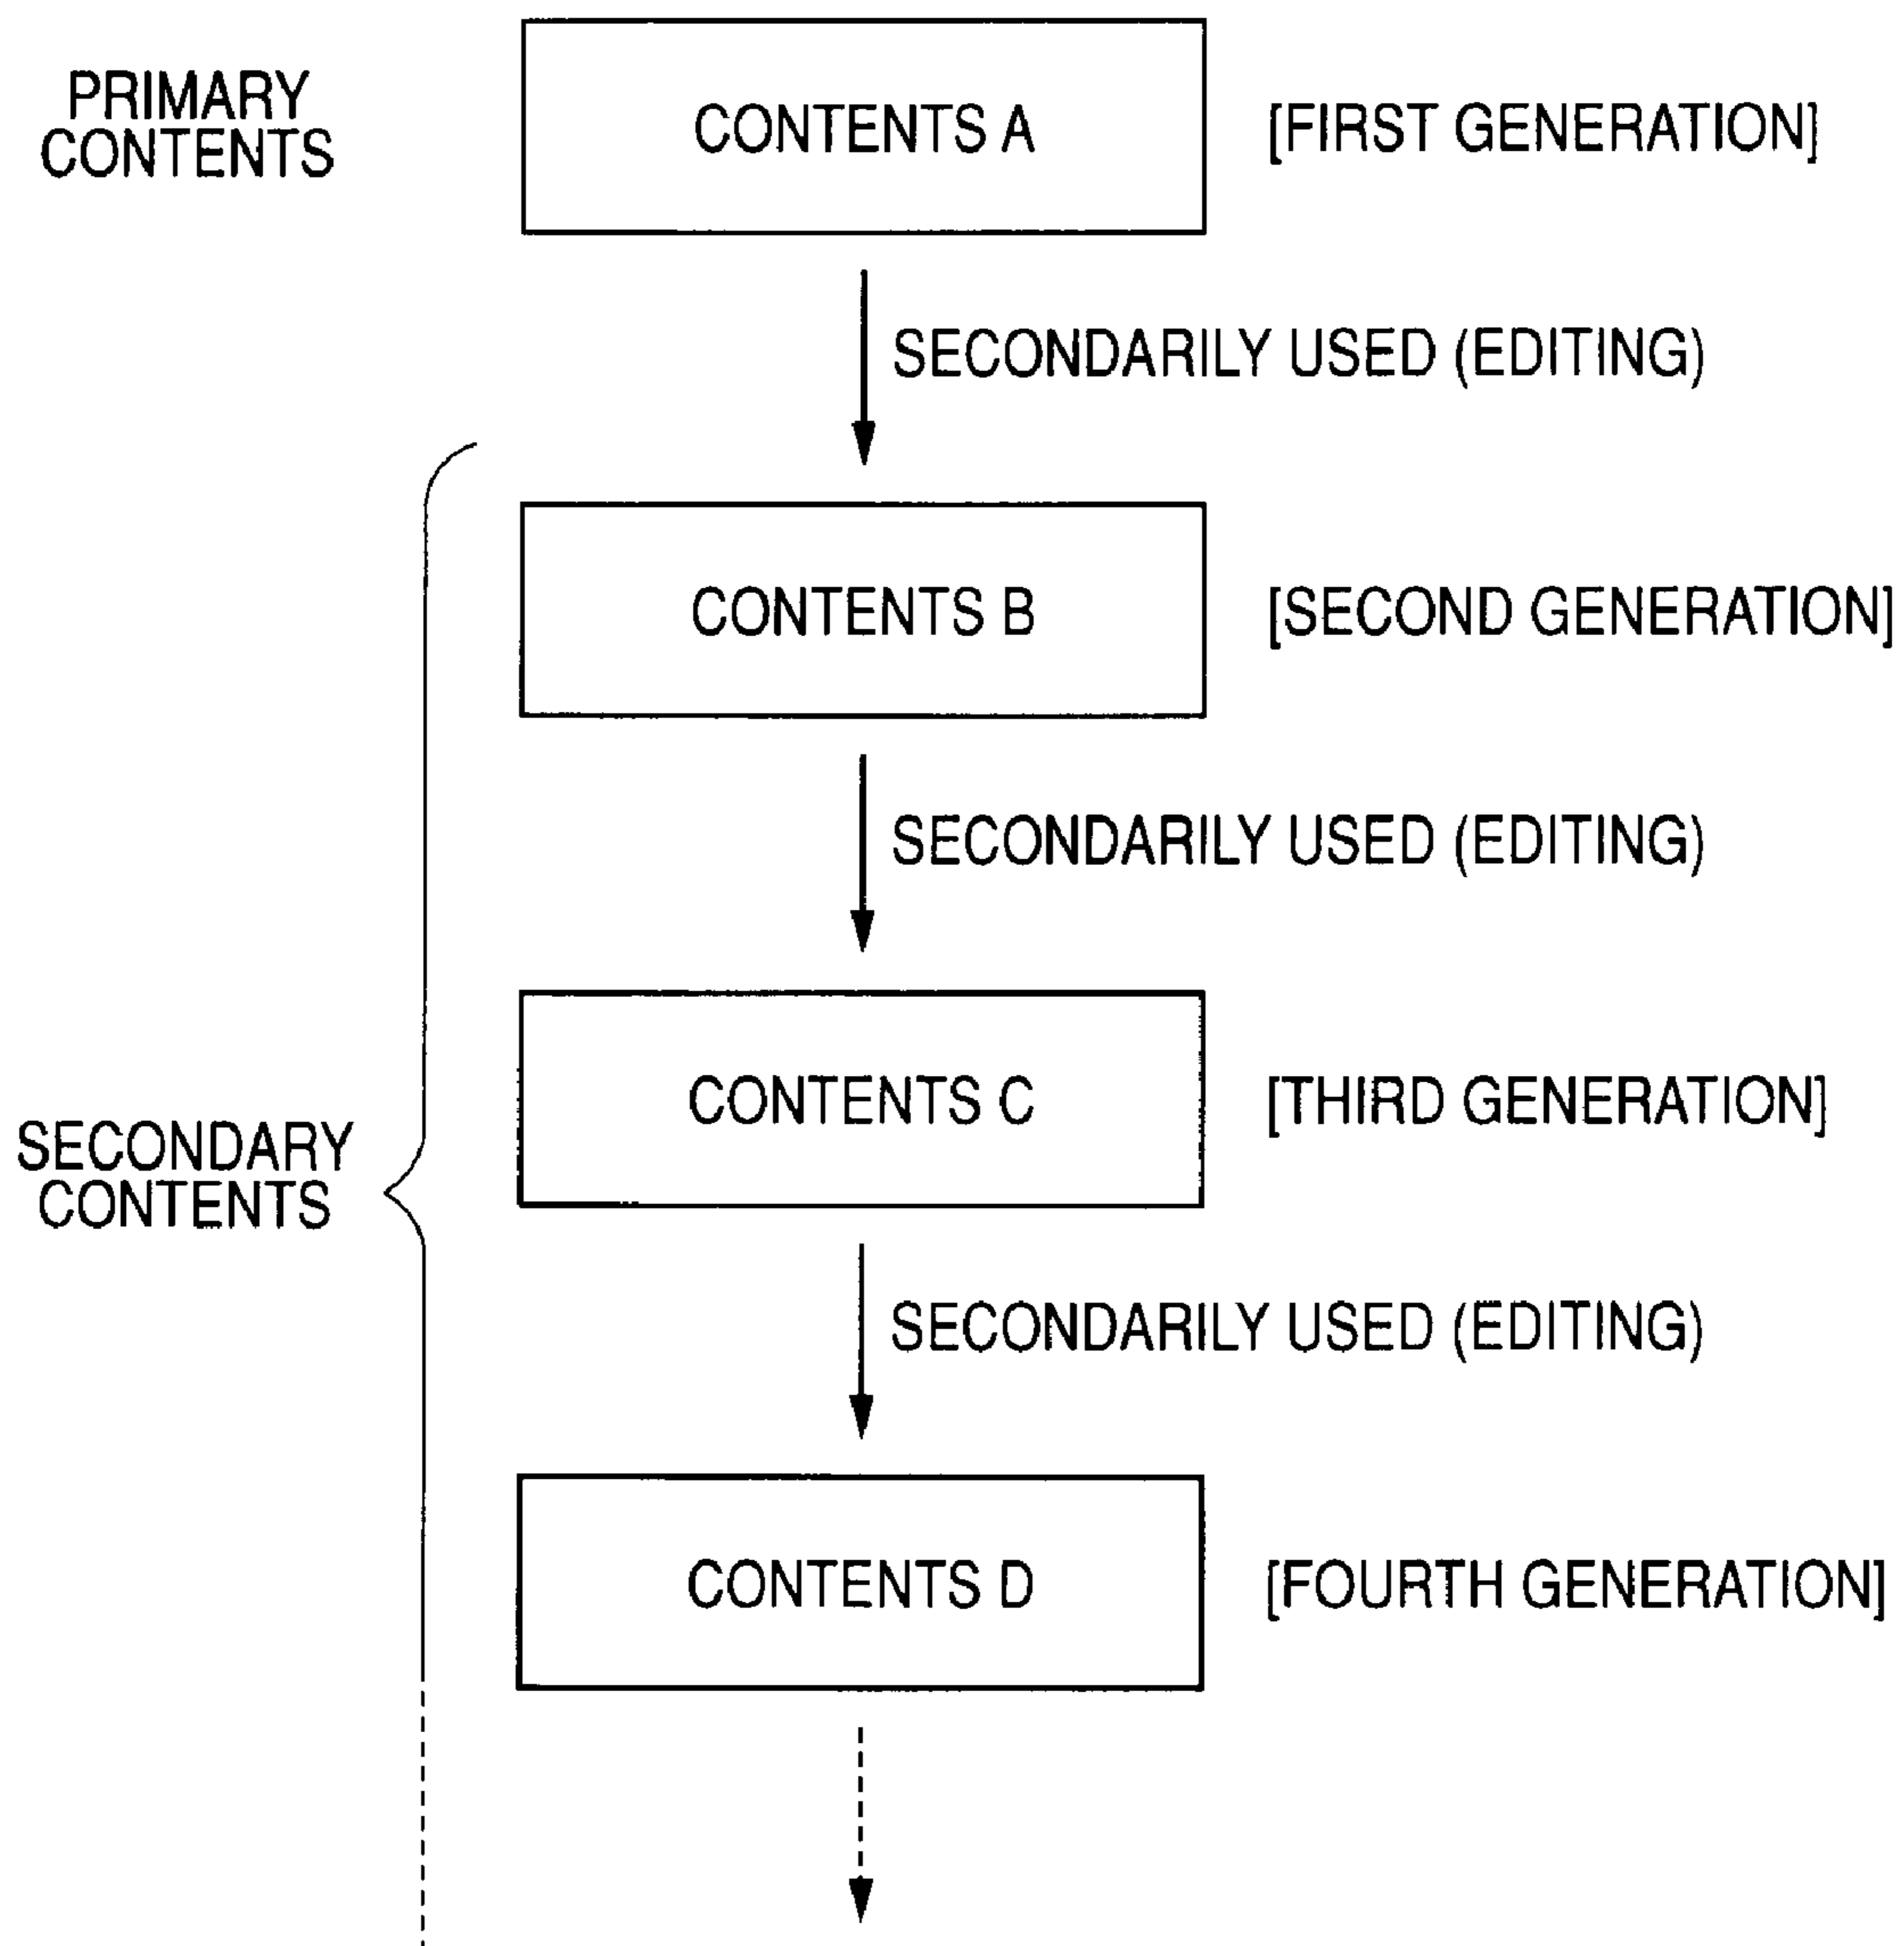 PRIMARY
CONTENTS
CONTENTS A
[FIRST GENERATION]
SECONDARILY USED (EDITING)
CONTENTS B
[SECOND GENERATION]
SECONDARILY USED (EDITING)
CONTENTS C
[THIRD GENERATION]
SECONDARY
CONTENTS
SECONDARILY USED (EDITING)
CONTENTS D
[FOURTH GENERATION]